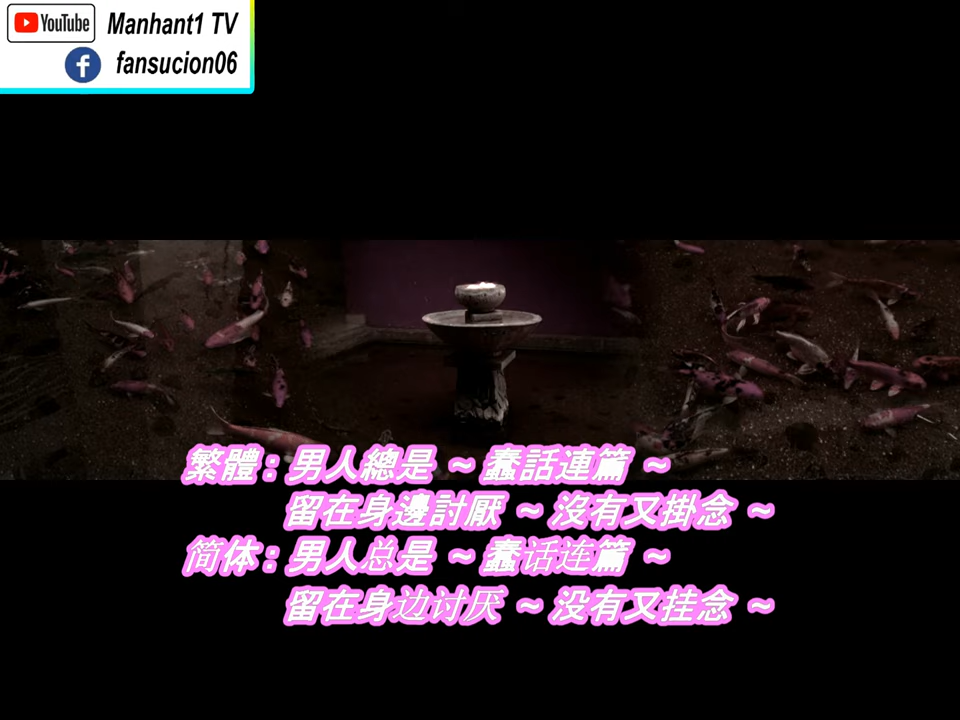 YouTube Manhant1 TV
fansucion06
繁體 : 男人總是 ~ 蠢話連篇 ~
留在身邊討厭 ~ 沒有又掛念 ~
简体 : 男人总是 ~ 蠢话连篇 ~
留在身边讨厌 ~ 没有又挂念 ~